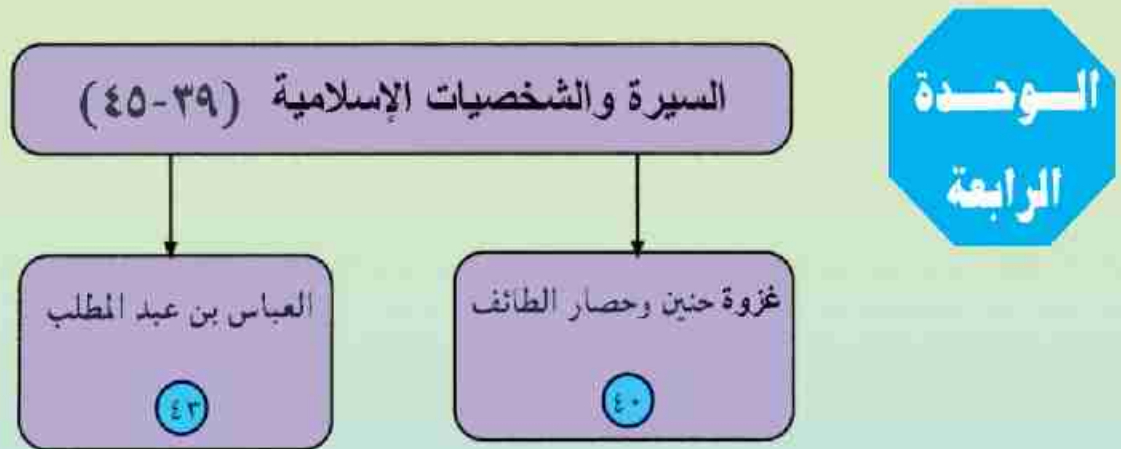 الوحدة
الرابعة
السيرة والشخصيات الإسلامية (٣٩-٤٥)
غزوة حنين وحصار الطائف
٤٠
العباس بن عبد المطلب
٤٣